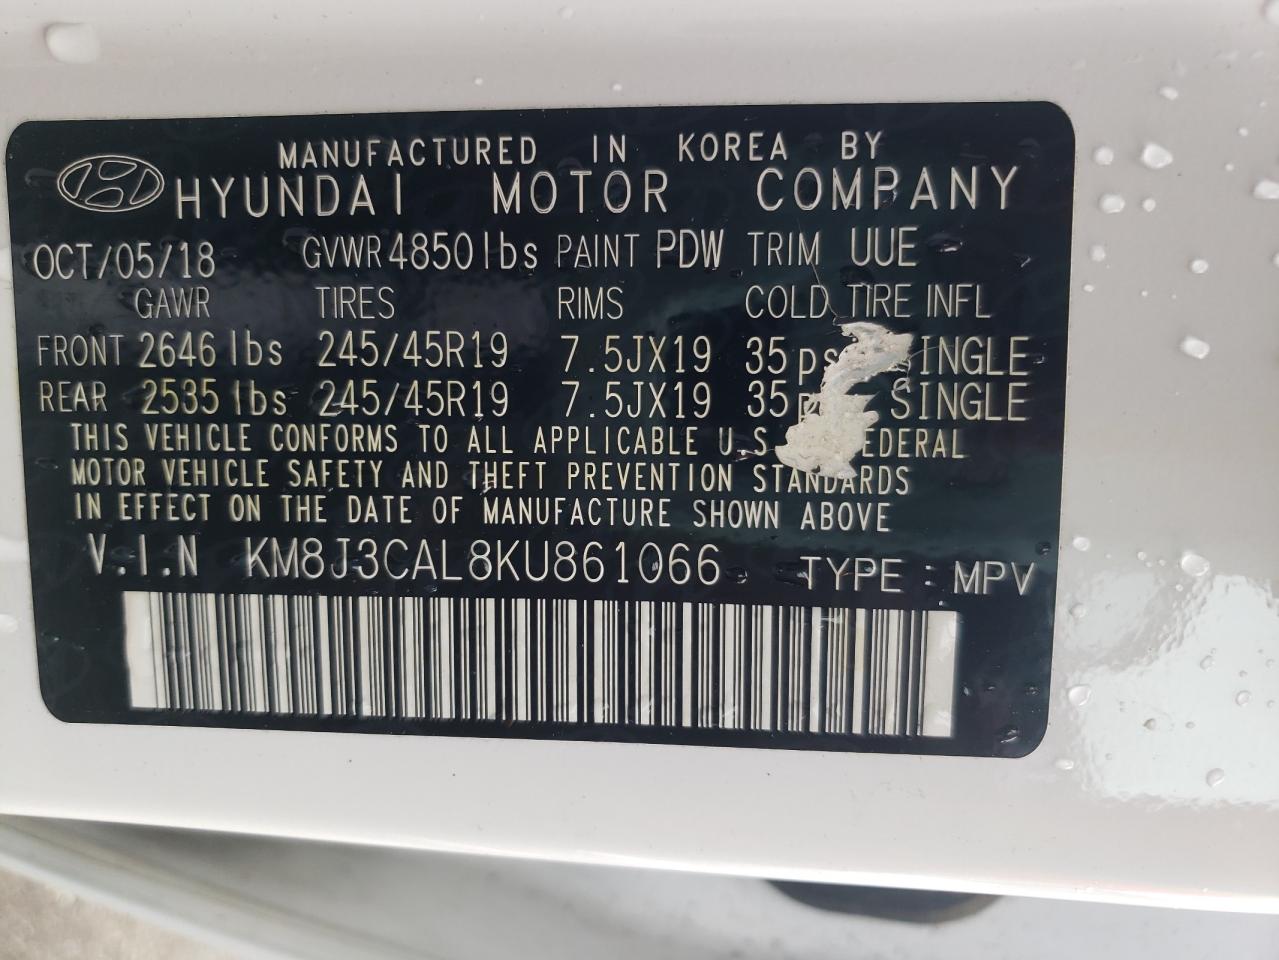 MANUFACTURED IN KOREA BY
HYUNDAI MOTOR COMPANY
OCT/05/18 GVWR 4850 lbs PAINT PDW TRIM UUE
GAWR TIRES RIMS COLD TIRE INFL
FRONT 2646 lbs 245/45R19 7.5JX19 35 ps SINGLE
REAR 2535 lbs 245/45R19 7.5JX19 35 p SINGLE
THIS VEHICLE CONFORMS TO ALL APPLICABLE U.S. FEDERAL
MOTOR VEHICLE SAFETY AND THEFT PREVENTION STANDARDS
IN EFFECT ON THE DATE OF MANUFACTURE SHOWN ABOVE
V.I.N KM8J3CAL8KU861066 TYPE : MPV